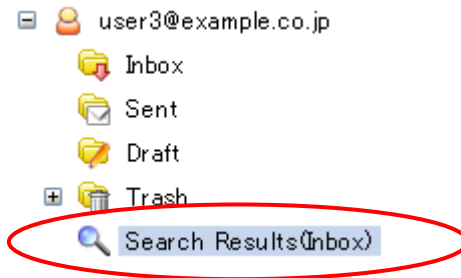 user3@example.co.jp
Inbox
Sent
Draft
Trash
Search Results(Inbox)